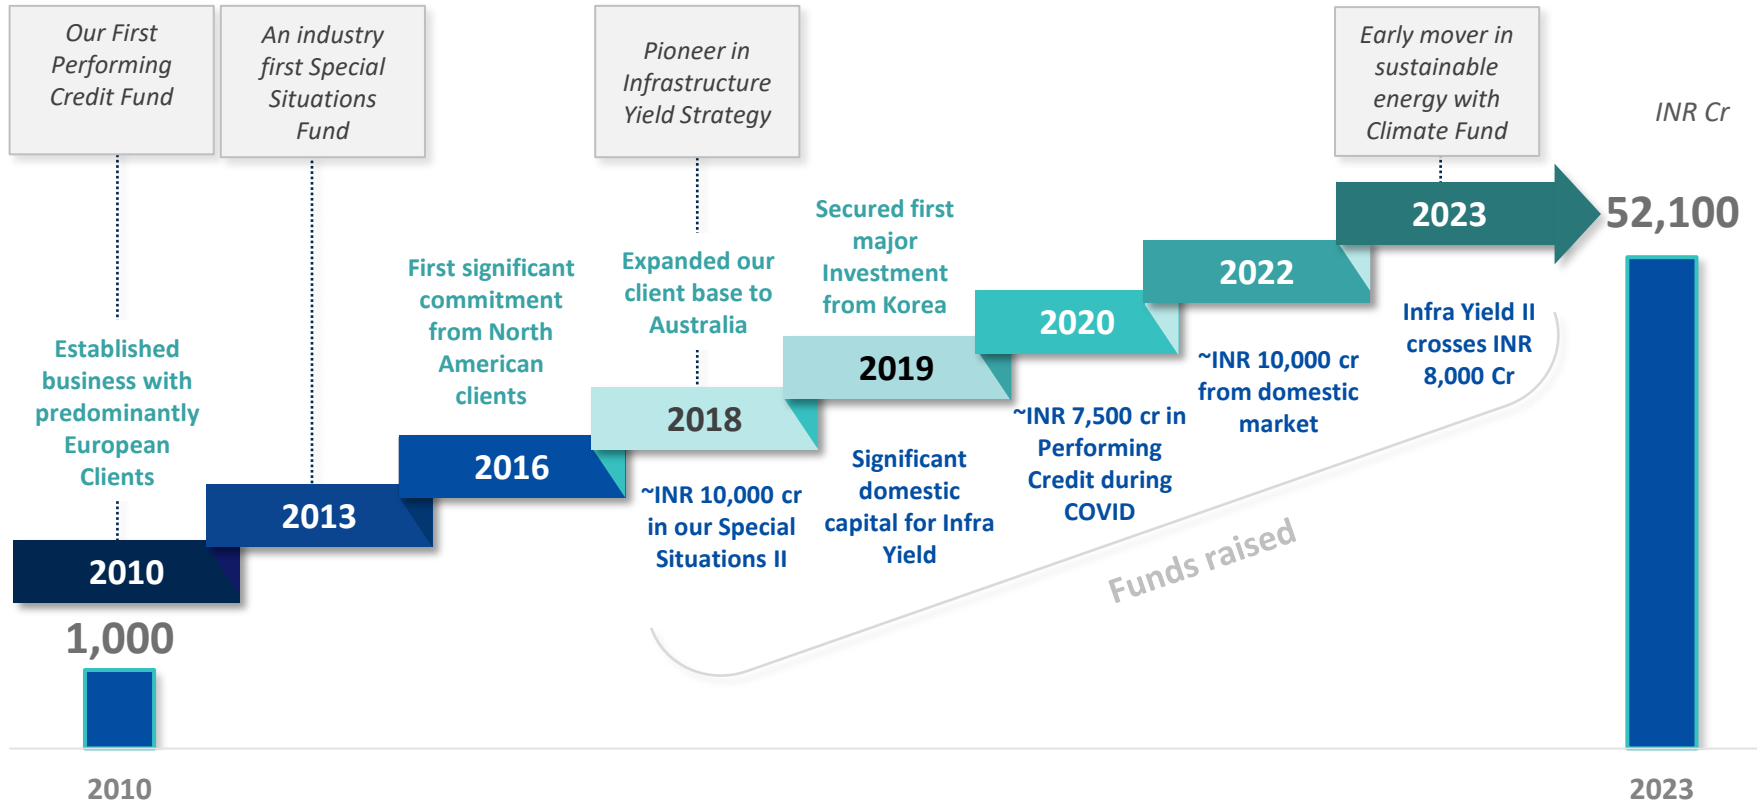 Our First
Performing
Credit Fund
An industry
first Special
Situations
Fund
Pioneer in
Infrastructure
Yield Strategy
Early mover in
sustainable
energy with
Climate Fund
INR Cr
Established
business with
predominantly
European
Clients
First significant
commitment
from North
American
clients
Expanded our
client base to
Australia
Secured first
major
Investment
from Korea
2010
2013
2016
2018
2019
2020
2022
2023
52,100
~INR 10,000 cr
in our Special
Situations II
Significant
domestic
capital for Infra
Yield
~INR 7,500 cr in
Performing
Credit during
COVID
~INR 10,000 cr
from domestic
market
Infra Yield II
crosses INR
8,000 Cr
Funds raised
1,000
2010
2023